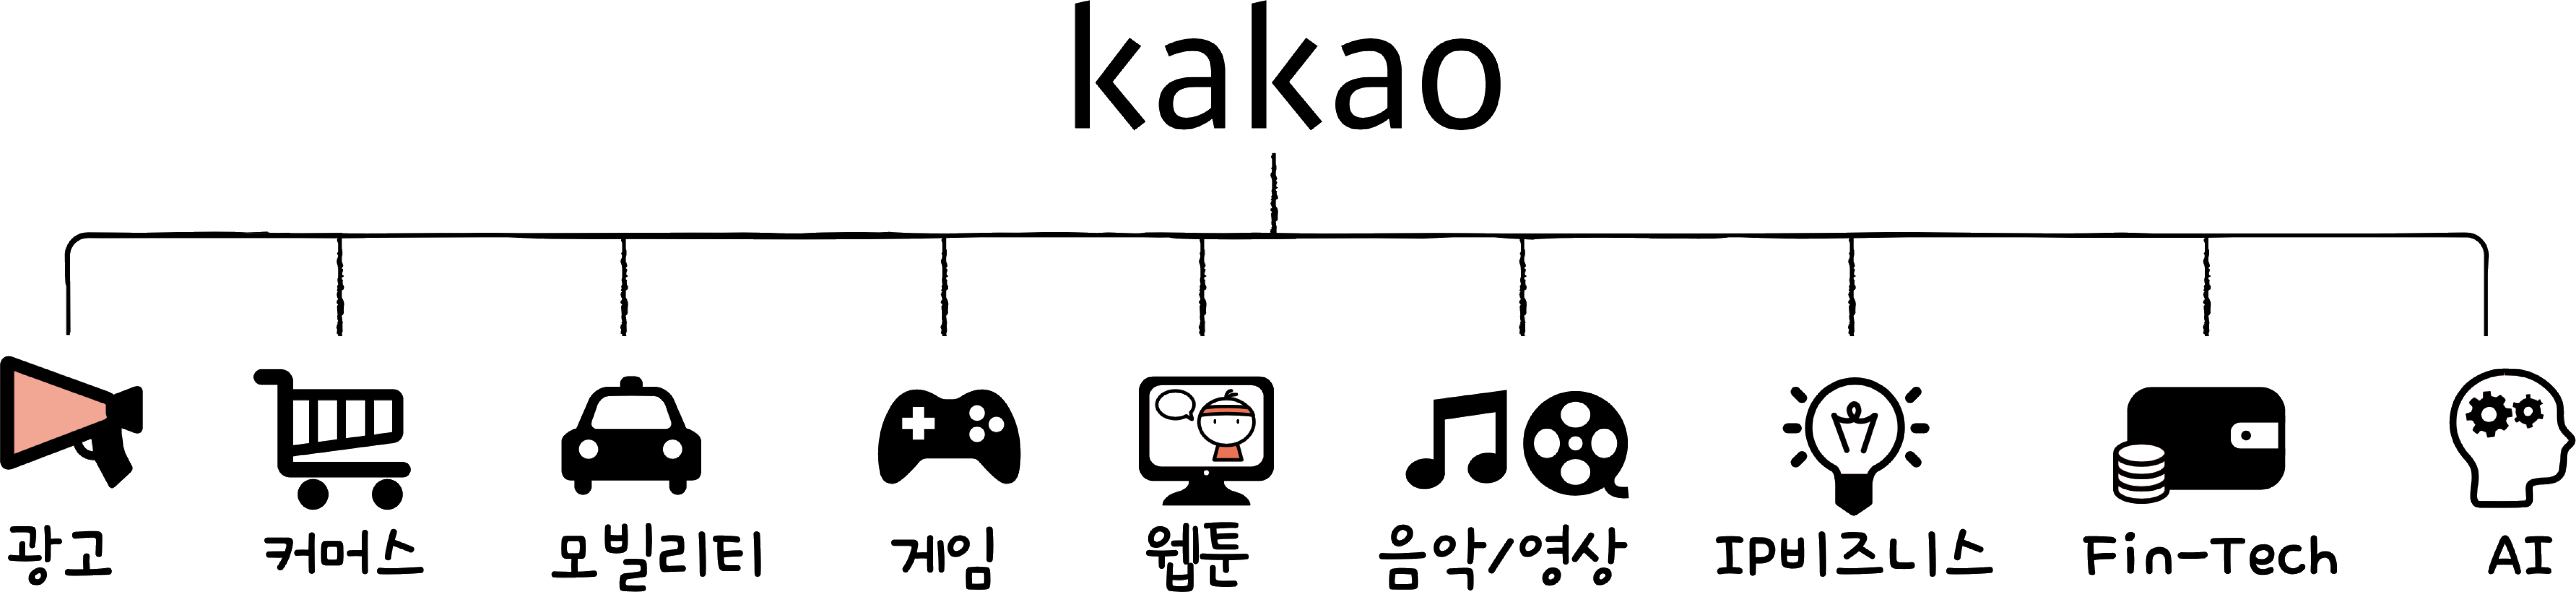 kakao
광고
커머스
모빌리티
게임
웹툰
음악/영상
IP비즈니스
Fin-Tech
AI